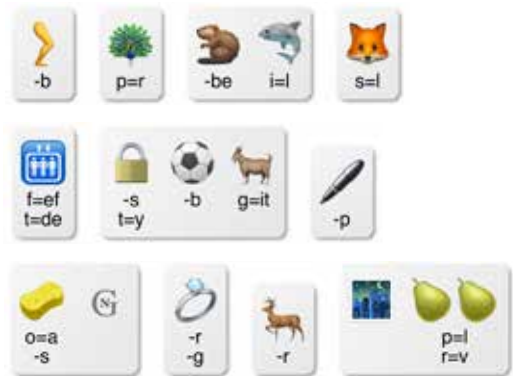 -b p=r -be i=l s=l
f=ef -s -b g=it -p
t=de t=y
o=a -r -r p=l
-s -g r=v